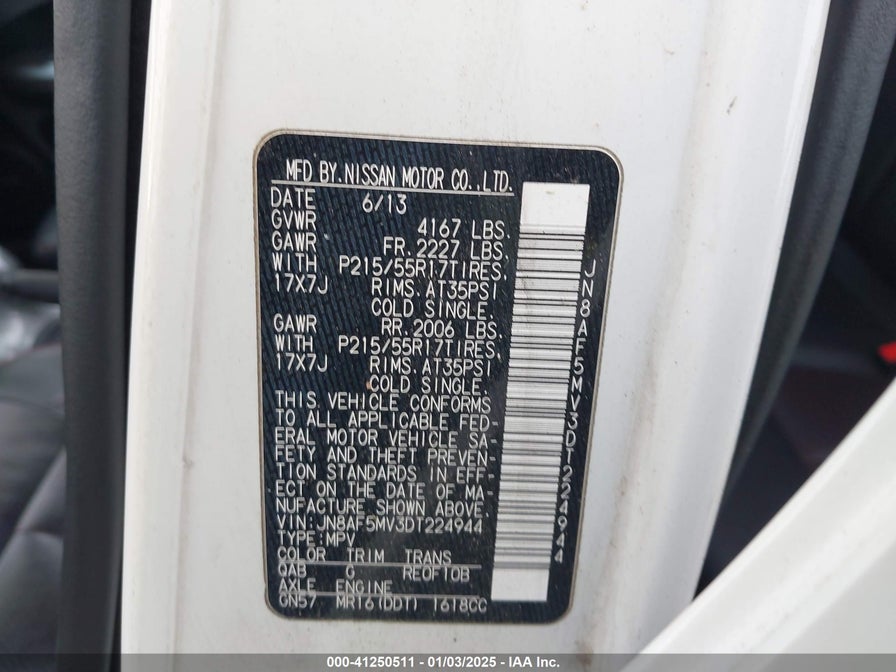 MFD BY.NISSAN MOTOR CO.,LTD.
DATE 6/13
GVWR 4167 LBS.
GAWR FR.2227 LBS.
WITH P215/55R17TIRES,
17X7J RIMS.AT35PSI
COLD SINGLE.
GAWR RR.2006 LBS.
WITH P215/55R17TIRES,
17X7J RIMS.AT35PSI
COLD SINGLE.
THIS VEHICLE CONFORMS
TO ALL APPLICABLE FED-
ERAL MOTOR VEHICLE SA-
FETY AND THEFT PREVEN-
TION STANDARDS IN EFF-
ECT ON THE DATE OF MA-
NUFACTURE SHOWN ABOVE.
VIN:JN8AF5MV3DT224944
TYPE:MPV
COLOR TRIM TRANS
QAB G RE0F10B
AXLE ENGINE
GN57 MR16(DDT) 1618CC
JN8AF5MV3DT224944
000-41250511 - 01/03/2025 - IAA Inc.